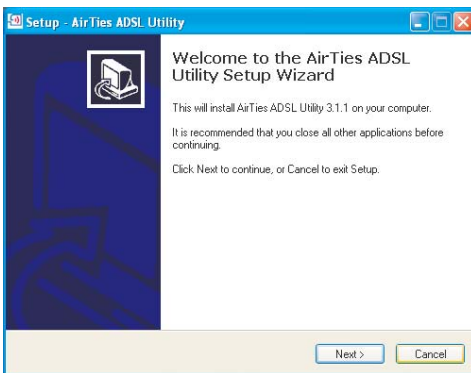 Setup - AirTies ADSL Utility
Welcome to the AirTies ADSL
Utility Setup Wizard
This will install AirTies ADSL Utility 3.1.1 on your computer.
It is recommended that you close all other applications before
continuing.
Click Next to continue, or Cancel to exit Setup.
Next >
Cancel